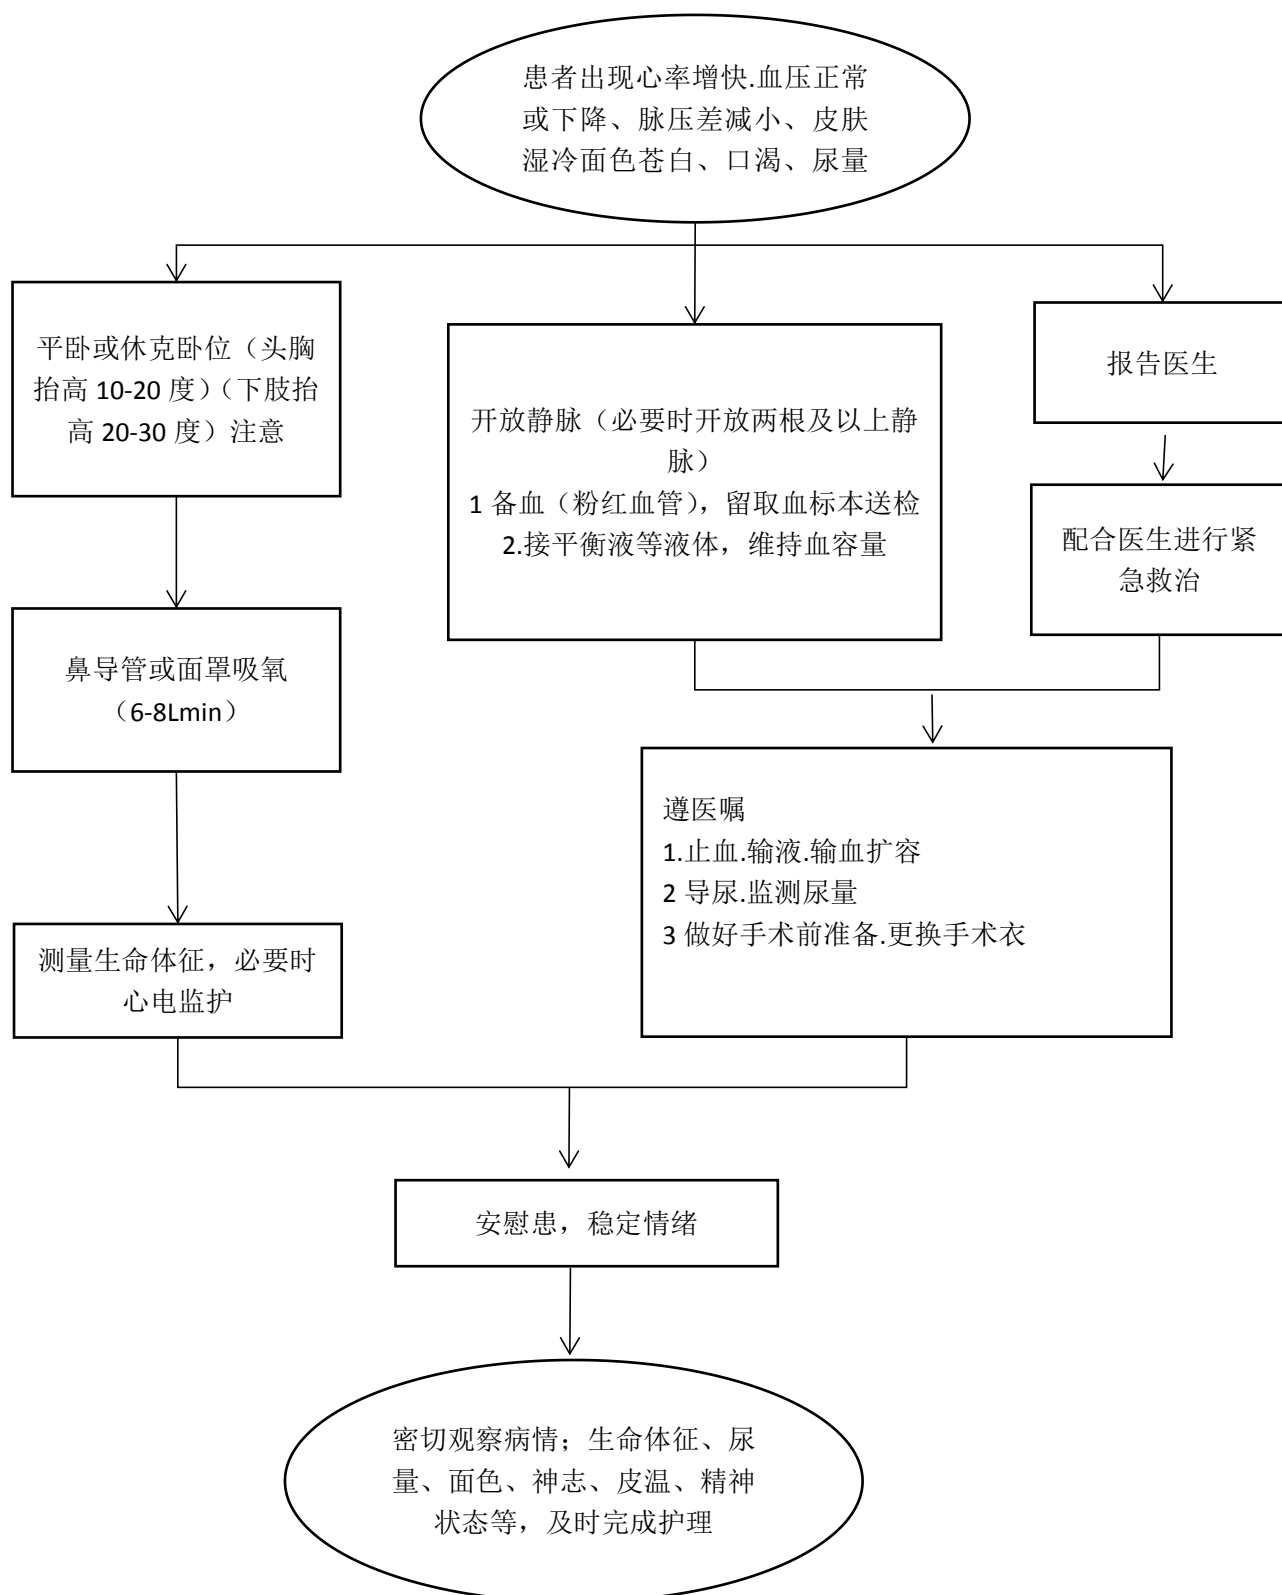 患者出现心率增快.血压正常
或下降、脉压差减小、皮肤
湿冷面色苍白、口渴、尿量
平卧或休克卧位（头胸
抬高 10-20 度）（下肢抬
高 20-30 度）注意
鼻导管或面罩吸氧
（6-8Lmin）
测量生命体征，必要时
心电监护
开放静脉（必要时开放两根及以上静
脉）
1 备血（粉红血管），留取血标本送检
2.接平衡液等液体，维持血容量
报告医生
配合医生进行紧
急救治
遵医嘱
1.止血.输液.输血扩容
2 导尿.监测尿量
3 做好手术前准备.更换手术衣
安慰患，稳定情绪
密切观察病情；生命体征、尿
量、面色、神志、皮温、精神
状态等，及时完成护理